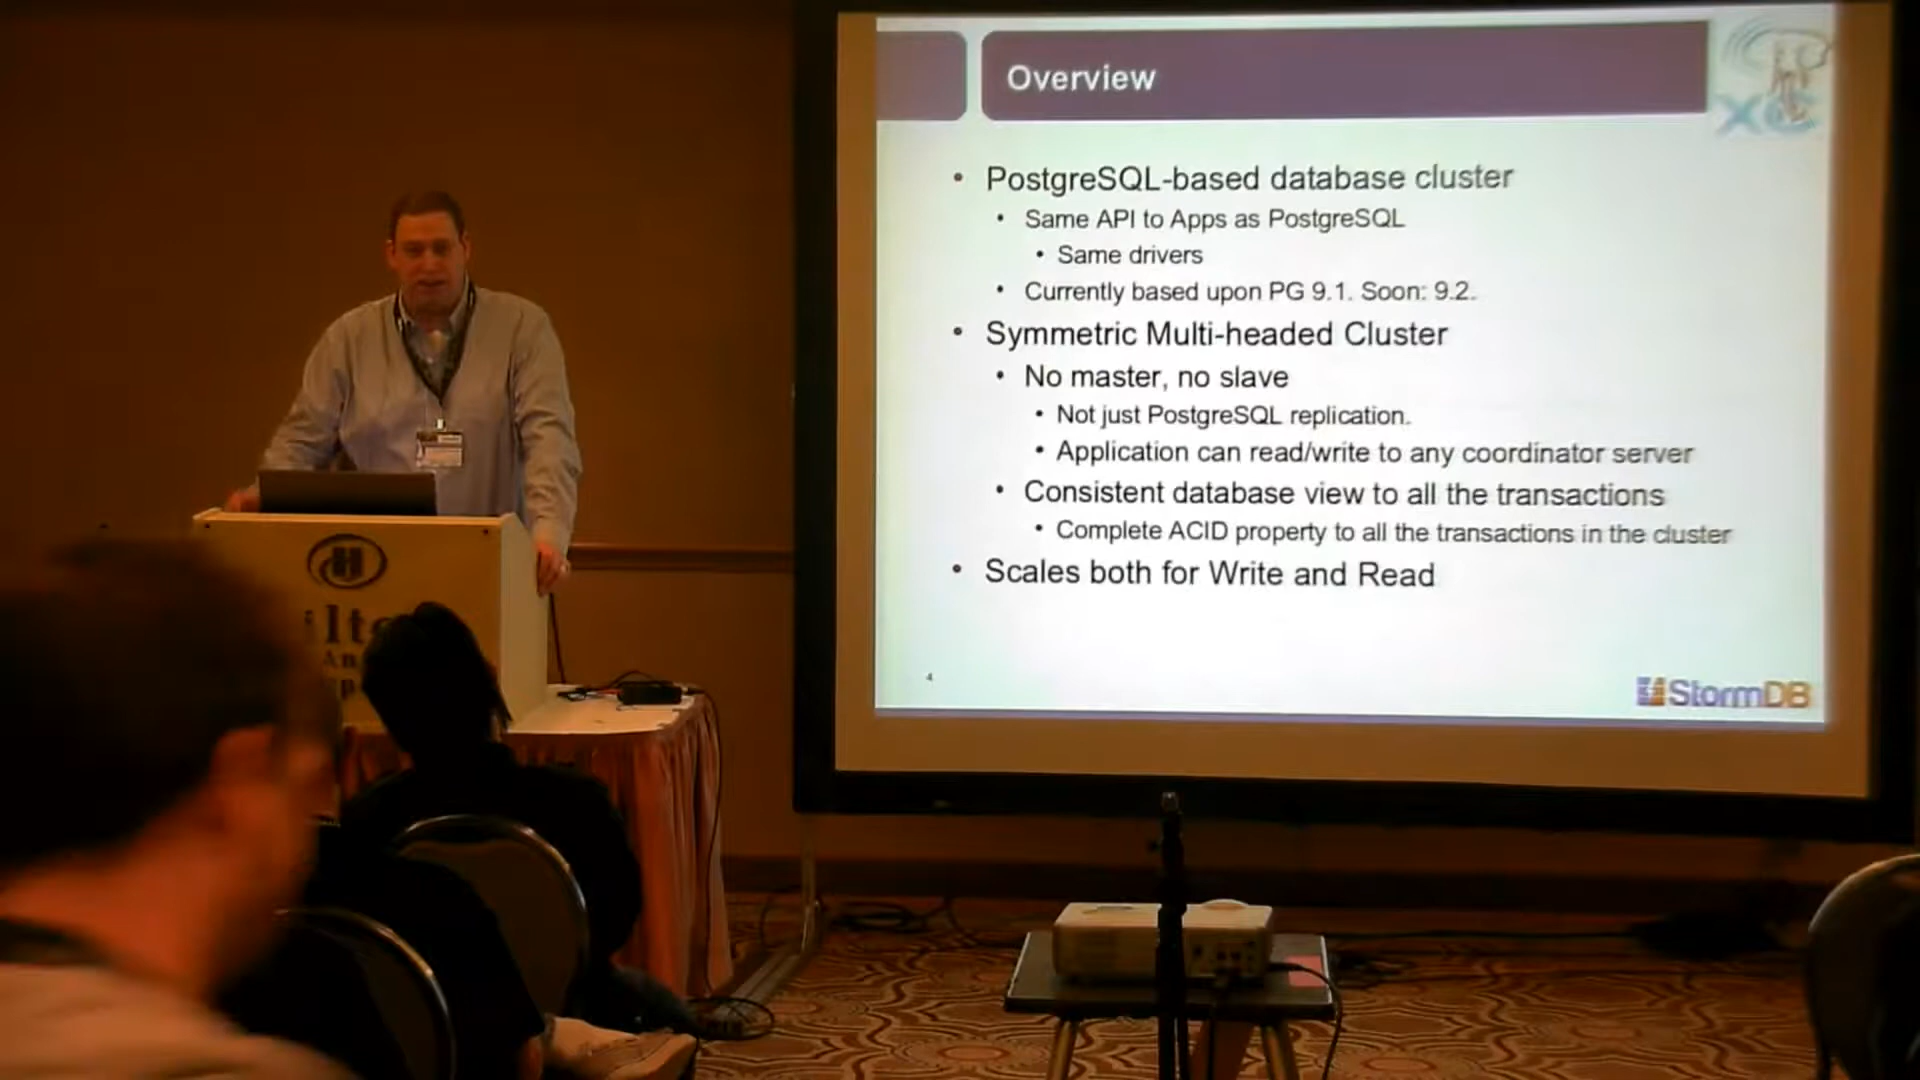 Overview
XC
• PostgreSQL-based database cluster
• Same API to Apps as PostgreSQL
• Same drivers
• Currently based upon PG 9.1. Soon: 9.2.
• Symmetric Multi-headed Cluster
• No master, no slave
• Not just PostgreSQL replication.
• Application can read/write to any coordinator server
• Consistent database view to all the transactions
• Complete ACID property to all the transactions in the cluster
• Scales both for Write and Read
4
StormDB